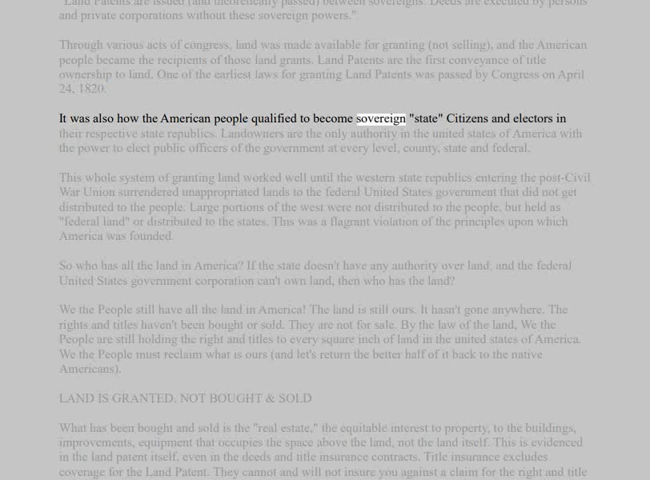 "Land Patents are issued (and theoretically passed) between sovereigns. Deeds are executed by persons
and private corporations without these sovereign powers."
Through various acts of congress, land was made available for granting (not selling), and the American
people became the recipients of those land grants. Land Patents are the first conveyance of title
ownership to land. One of the earliest laws for granting Land Patents was passed by Congress on April
24, 1820.
It was also how the American people qualified to become sovereign "state" Citizens and electors in
their respective state republics. Landowners are the only authority in the united states of America with
the power to elect public officers of the government at every level, county, state and federal.
This whole system of granting land worked well until the western state republics entering the post-Civil
War Union surrendered unappropriated lands to the federal United States government that did not get
distributed to the people. Large portions of the west were not distributed to the people, but held as
"federal land" or distributed to the states. This was a flagrant violation of the principles upon which
America was founded.
So who has all the land in America? If the state doesn't have any authority over land, and the federal
United States government corporation can't own land, then who has the land?
We the People still have all the land in America! The land is still ours. It hasn't gone anywhere. The
rights and titles haven't been bought or sold. They are not for sale. By the law of the land, We the
People are still holding the right and titles to every square inch of land in the united states of America.
We the People must reclaim what is ours (and let's return the better half of it back to the native
Americans).
LAND IS GRANTED, NOT BOUGHT & SOLD
What has been bought and sold is the "real estate," the equitable interest to property, to the buildings,
improvements, equipment that occupies the space above the land, not the land itself. This is evidenced
in the land patent itself, even in the deeds and title insurance contracts. Title insurance excludes
coverage for the Land Patent. They cannot and will not insure you against a claim for the right and title